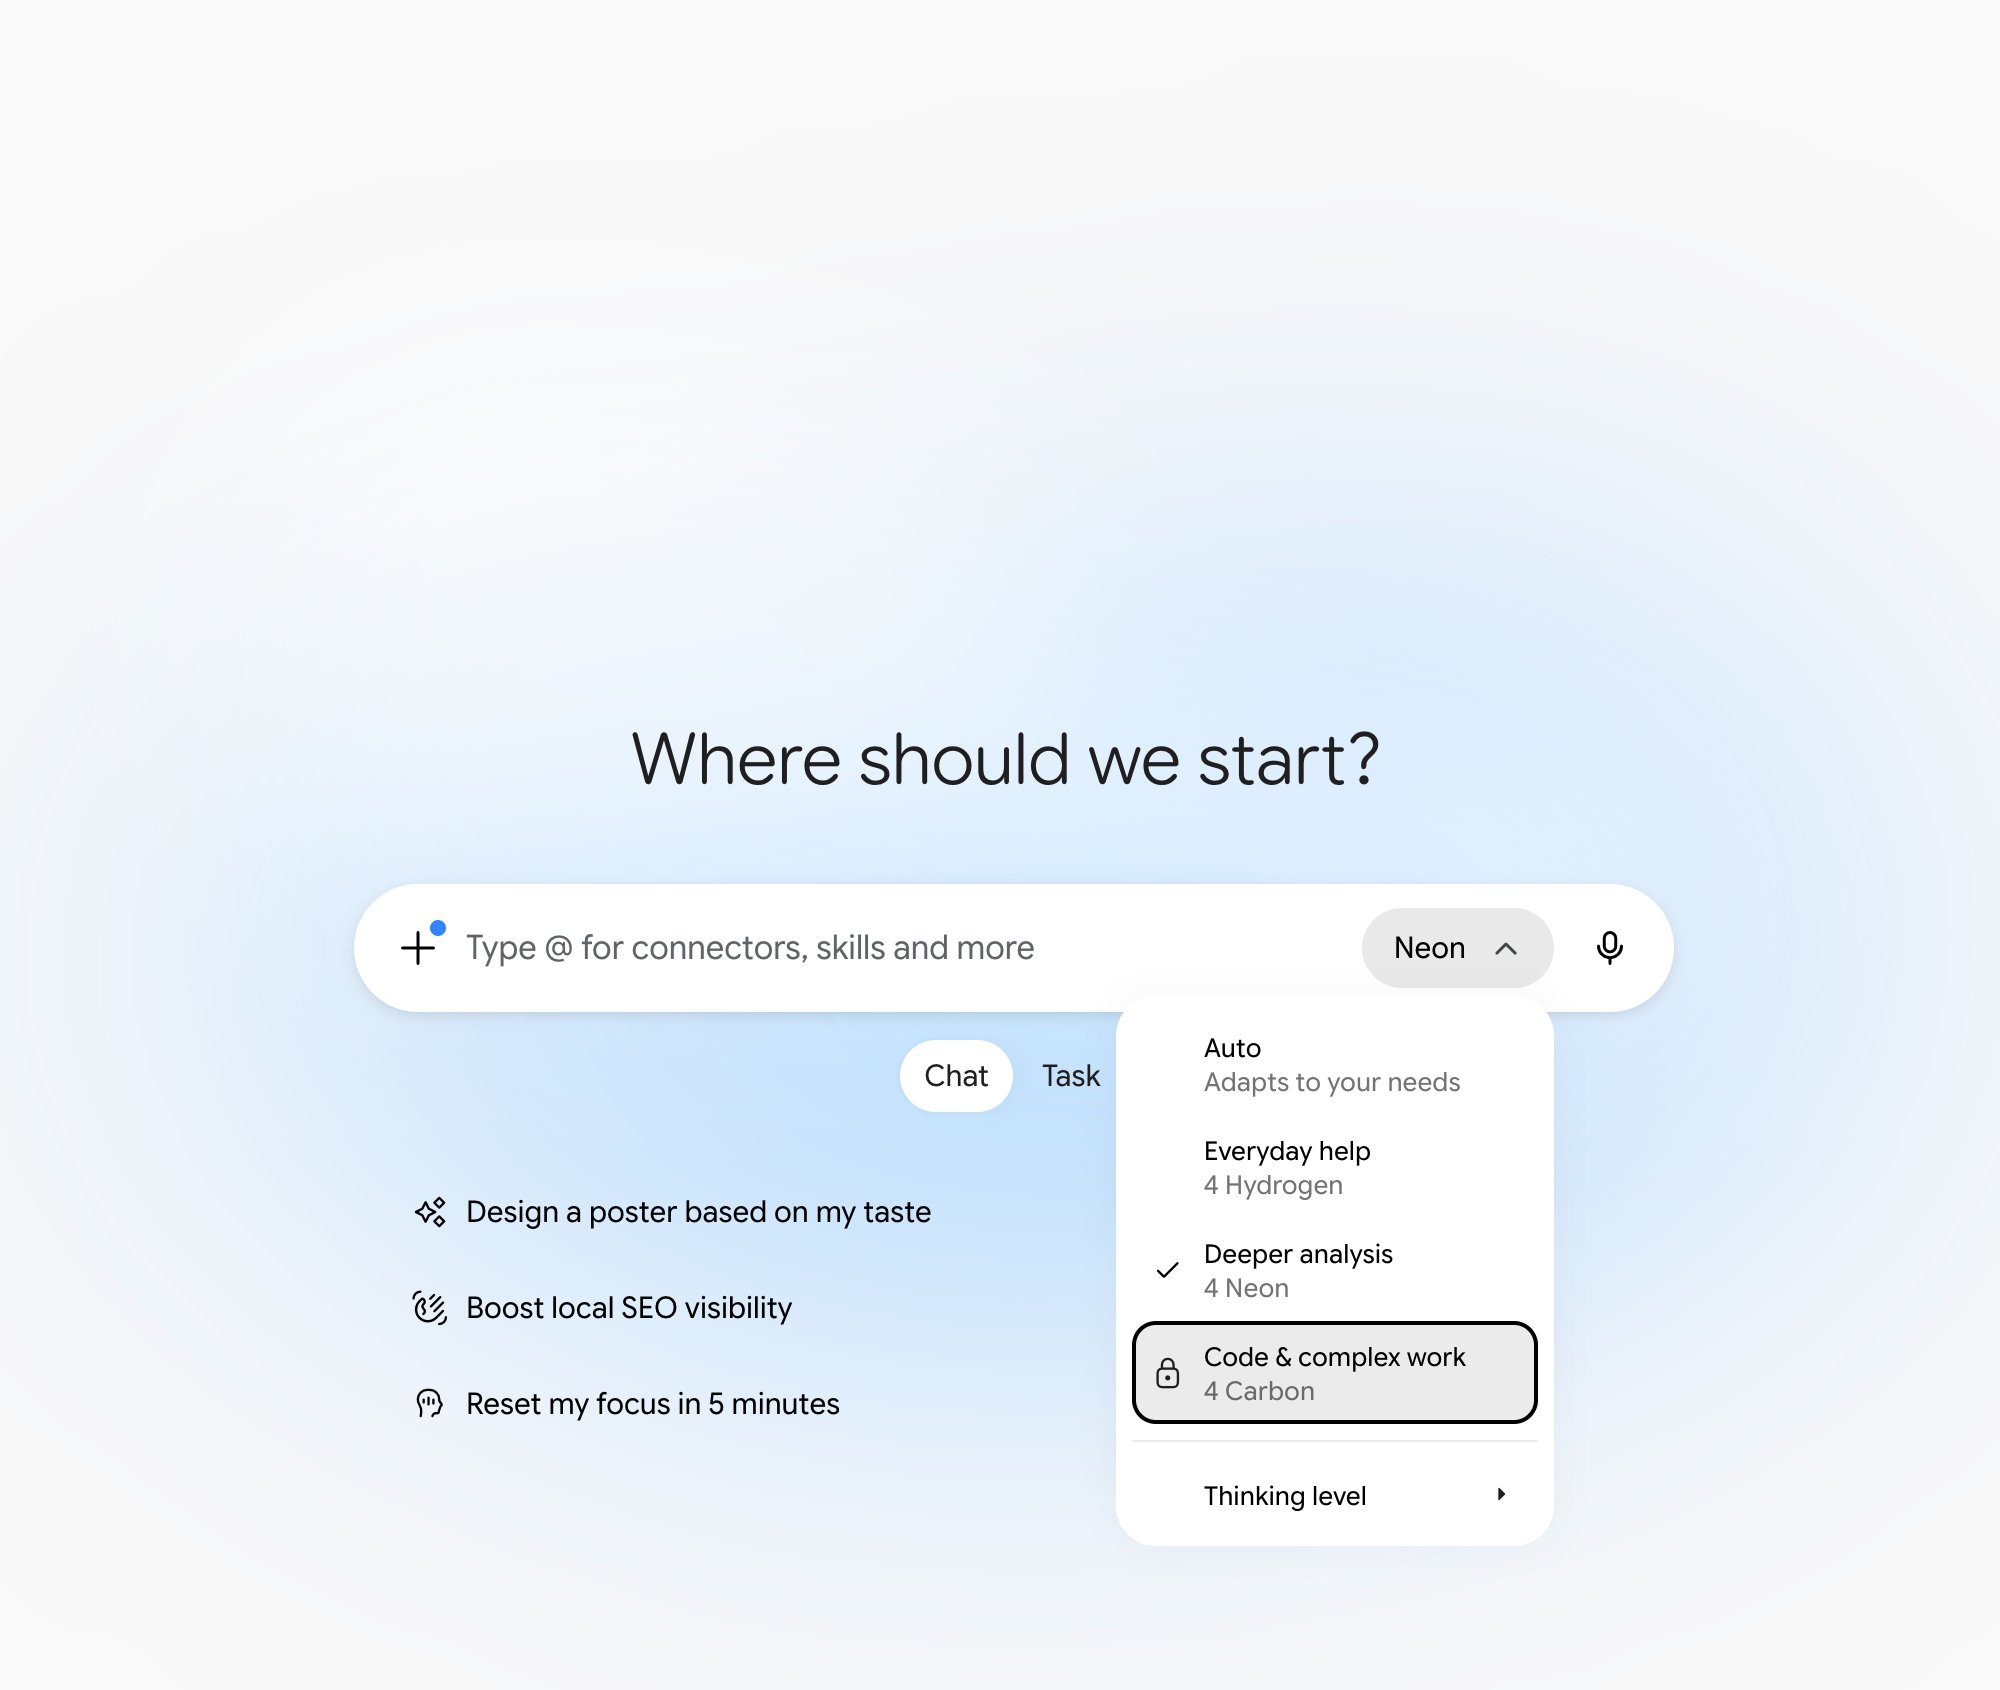 Where should we start?
Type @ for connectors, skills and more
Neon
Chat
Task
Auto
Adapts to your needs
Everyday help
4 Hydrogen
Deeper analysis
4 Neon
Code & complex work
4 Carbon
Thinking level
Design a poster based on my taste
Boost local SEO visibility
Reset my focus in 5 minutes